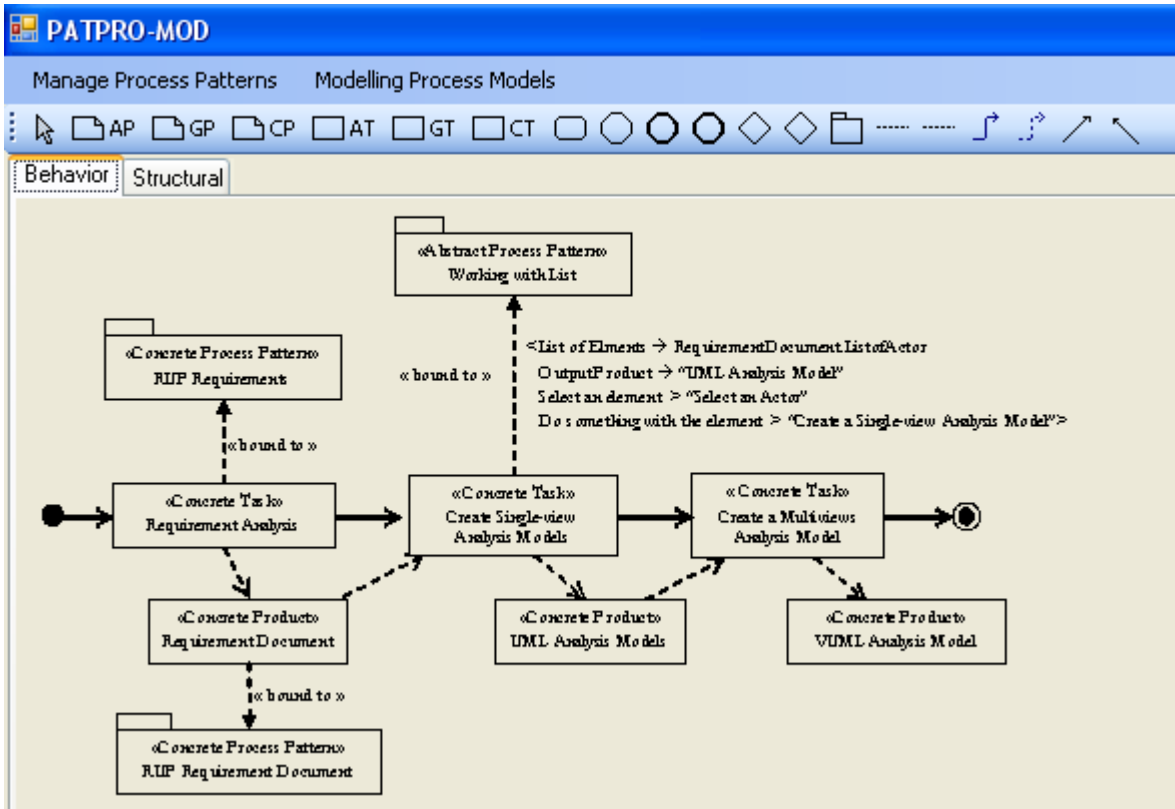 PATPRO-MOD
Manage Process Patterns Modelling Process Models
AP GP CP AT GT CT
Behavior Structural
«Abstract Process Pattern»
Working with List
«Concrete Process Pattern»
RUP Requirement
« bound to »
<List of Elments → RequirementDocument.ListofActor
OutputProduct → “UML Analysis Model”
Select an element > “Select an Actor”
Do something with the element > “Create a Single-view Analysis Model”>
« bound to »
«Concrete Task»
Requirement Analysis
«Concrete Task»
Create Single-view
Analysis Models
«Concrete Task»
Create a Multiviews
Analysis Model
«Concrete Product»
Requirement Document
«Concrete Product»
UML Analysis Models
«Concrete Product»
VUML Analysis Model
« bound to »
«Concrete Process Pattern»
RUP Requirement Document